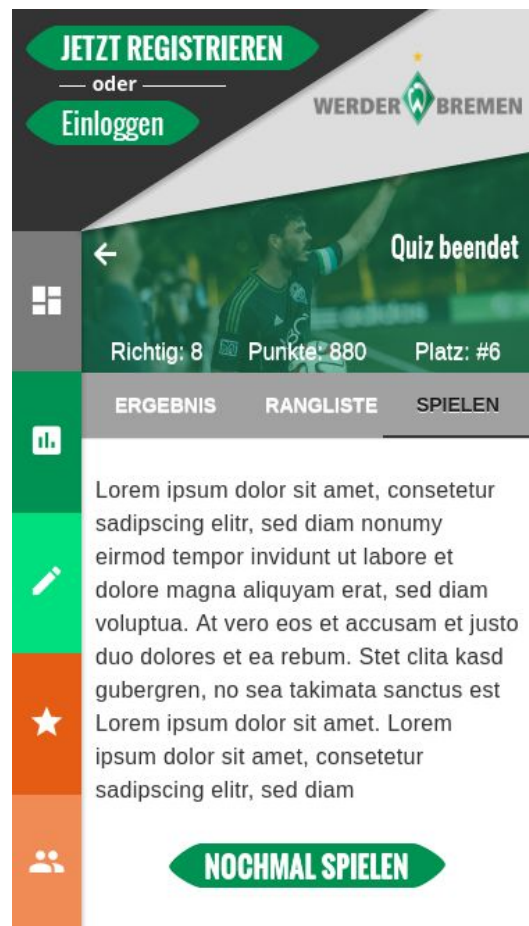 JETZT REGISTRIEREN
oder
Einloggen
WERDER BREMEN
Quiz beendet
Richtig: 8 Punkte: 880 Platz: #6
ERGEBNIS RANGLISTE SPIELEN
Lorem ipsum dolor sit amet, consetetur
sadipscing elitr, sed diam nonumy
eirmod tempor invidunt ut labore et
dolore magna aliquyam erat, sed diam
voluptua. At vero eos et accusam et justo
duo dolores et ea rebum. Stet clita kasd
gubergren, no sea takimata sanctus est
Lorem ipsum dolor sit amet. Lorem
ipsum dolor sit amet, consetetur
sadipscing elitr, sed diam
NOCHMAL SPIELEN